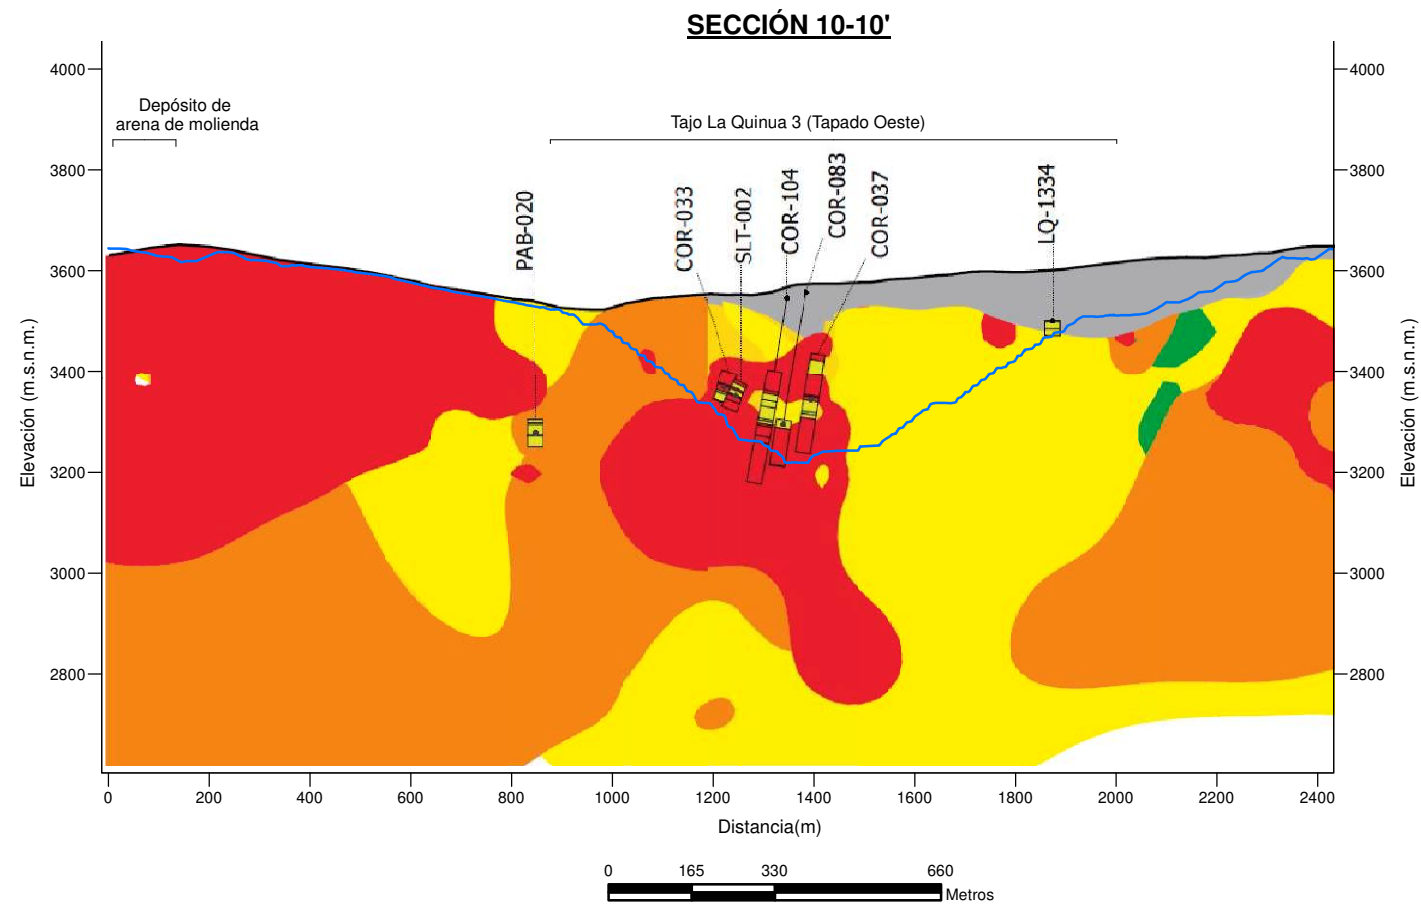 SECCIÓN 10-10'
Depósito de
arena de molienda
Tajo La Quinua 3 (Tapado Oeste)
PAB-020
COR-033
SLT-002
COR-104
COR-083
COR-037
LQ-1334
Elevación (m.s.n.m.)
4000
3800
3600
3400
3200
3000
2800
4000
3800
3600
3400
3200
3000
2800
Elevación (m.s.n.m.)
0 200 400 600 800 1000 1200 1400 1600 1800 2000 2200 2400
Distancia(m)
0 165 330 660
Metros